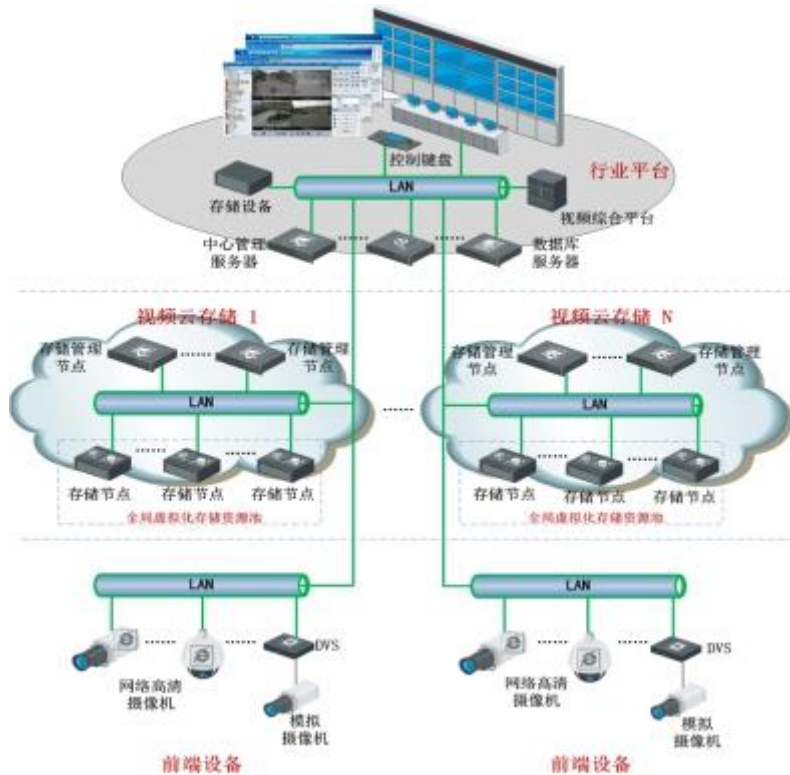 控制键盘
行业平台
LAN
存储设备
视频综合平台
中心管理
服务器
数据库
服务器
视频云存储 1
存储管理
节点
存储管理
节点
LAN
存储节点 存储节点 存储节点
全局虚拟化存储资源池
视频云存储 N
存储管理
节点
存储管理
节点
LAN
存储节点 存储节点 存储节点
全局虚拟化存储资源池
LAN
DVS
网络高清
摄像机
模拟
摄像机
前端设备
LAN
DVS
网络高清
摄像机
模拟
摄像机
前端设备